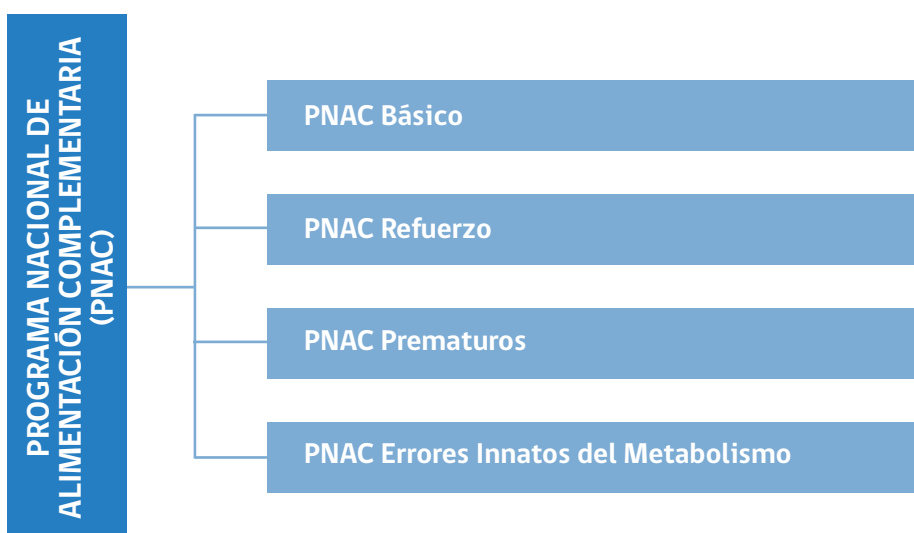 PROGRAMA NACIONAL DE
ALIMENTACIÓN COMPLEMENTARIA
(PNAC)
PNAC Básico
PNAC Refuerzo
PNAC Prematuros
PNAC Errores Innatos del Metabolismo